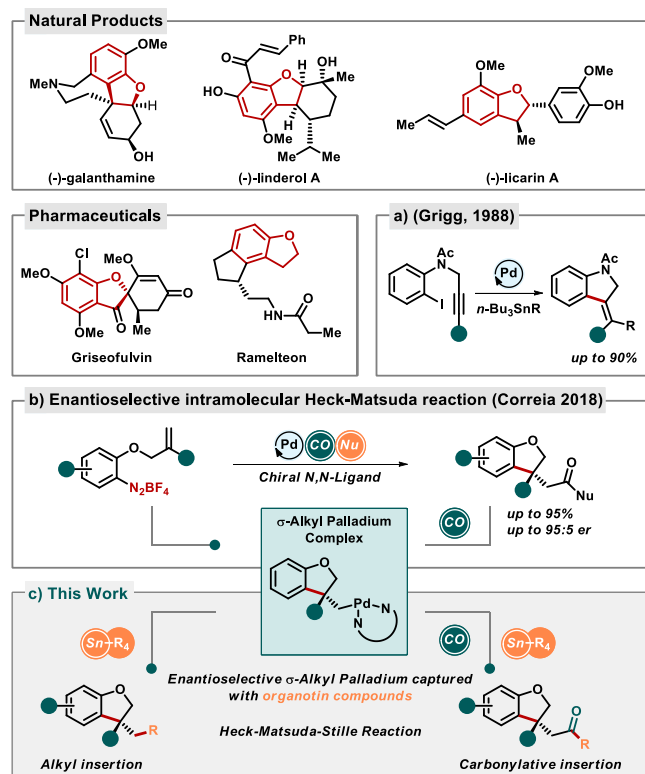 Natural Products
OMe
MeN
O
H
OH
(-)-galanthamine
O
Ph
HO
O
H
OH
Me
H
OMe
Me
Me
(-)-linderol A
MeO
O
OMe
OH
Me
Me
(-)-licarin A
Pharmaceuticals
Cl
MeO
O
OMe
O
OMe
O
Me
Griseofulvin
O
N
H
O
Me
Ramelteon
a) (Grigg, 1988)
Ac
N
I
Pd
n-Bu3SnR
Ac
N
R
up to 90%
b) Enantioselective intramolecular Heck-Matsuda reaction (Correia 2018)
O
N2BF4
Pd CO Nu
Chiral N,N-Ligand
O
O
Nu
up to 95%
up to 95:5 er
CO
σ-Alkyl Palladium
Complex
O
Pd
N
N
c) This Work
Sn-R4
CO
Sn-R4
Enantioselective σ-Alkyl Palladium captured
with organotin compounds
Heck-Matsuda-Stille Reaction
O
R
Alkyl insertion
O
O
R
Carbonylative insertion